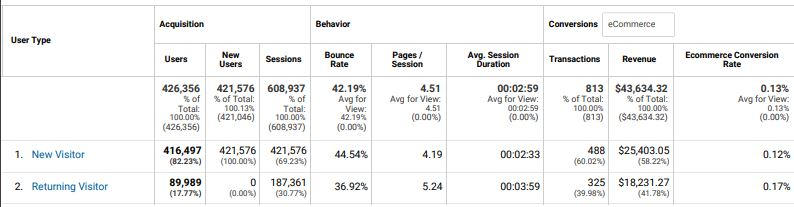 Acquisition Behavior Conversions eCommerce
User Type
Users New Users Sessions Bounce Rate Pages / Session Avg. Session Duration Transactions Revenue Ecommerce Conversion Rate
426,356 421,576 608,937 42.19% 4.51 00:02:59 813 $43,634.32 0.13%
% of Total: 100.00% (426,356) % of Total: 100.13% (421,046) % of Total: 100.00% (608,937) Avg for View: 42.19% (0.00%) Avg for View: 4.51 (0.00%) Avg for View: 00:02:59 (0.00%) % of Total: 100.00% (813) % of Total: 100.00% ($43,634.32) Avg for View: 0.13% (0.00%)
1. New Visitor 416,497 (82.23%) 421,576 (100.00%) 421,576 (69.23%) 44.54% 4.19 00:02:33 488 (60.02%) $25,403.05 (58.22%) 0.12%
2. Returning Visitor 89,989 (17.77%) 0 (0.00%) 187,361 (30.77%) 36.92% 5.24 00:03:59 325 (39.98%) $18,231.27 (41.78%) 0.17%